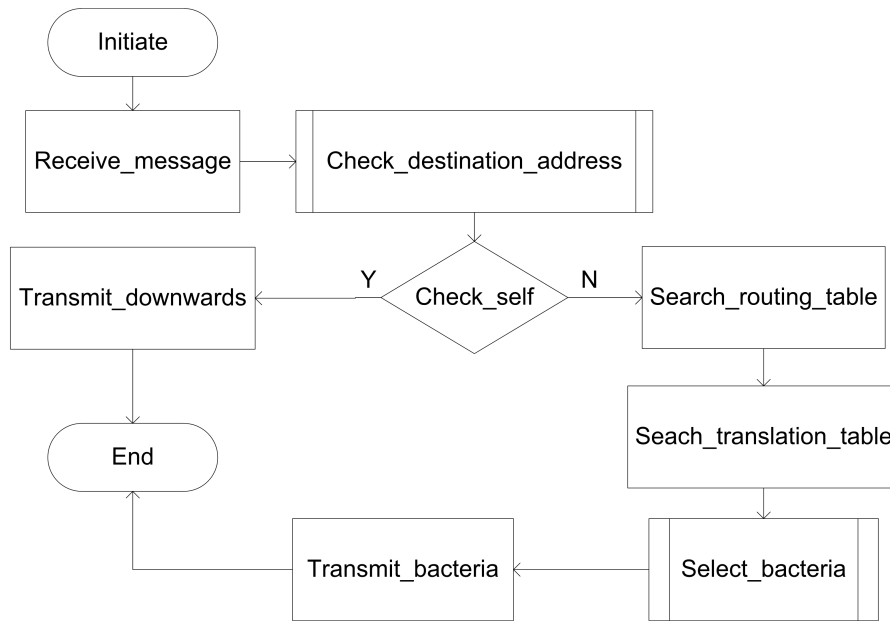 Initiate
Receive_message
Check_destination_address
Transmit_downwards
Y
Check_self
N
Search_routing_table
Seach_translation_table
End
Transmit_bacteria
Select_bacteria